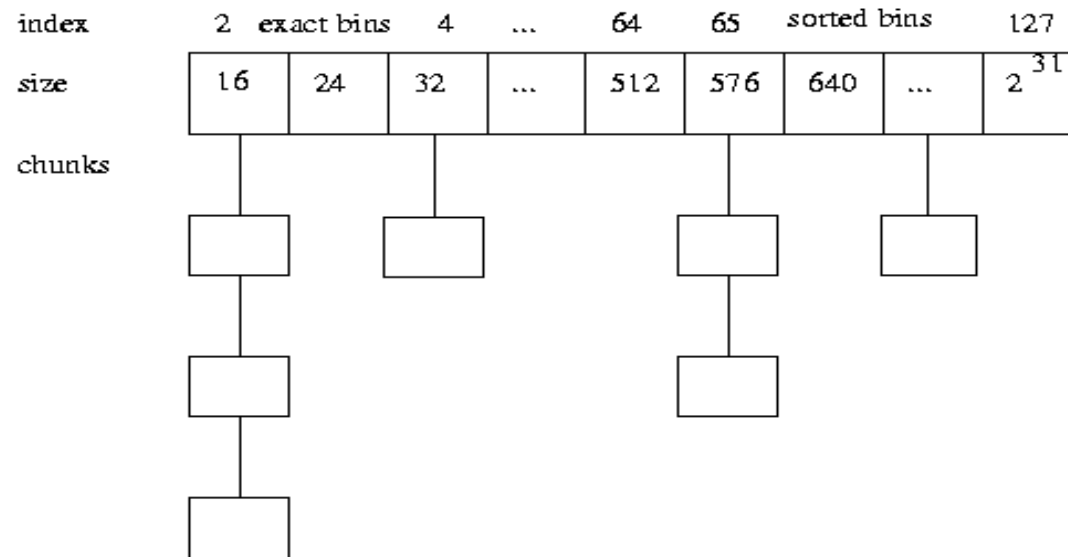 index 2 exact bins 4 ... 64 65 sorted bins 127
size 16 24 32 ... 512 576 640 ... 2 31
chunks